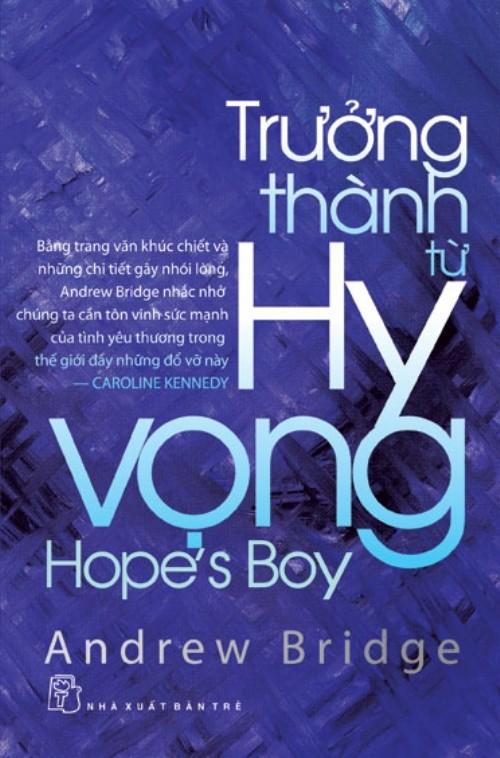 Trưởng
thành
từ
Hy
vọng
Bằng trang văn khúc chiết và
những chi tiết gây nhói lòng,
Andrew Bridge nhắc nhở
chúng ta cần tôn vinh sức mạnh
của tình yêu thương trong
thế giới đầy những đổ vỡ này
— CAROLINE KENNEDY
Hope's Boy
Andrew Bridge
NHÀ XUẤT BẢN TRẺ